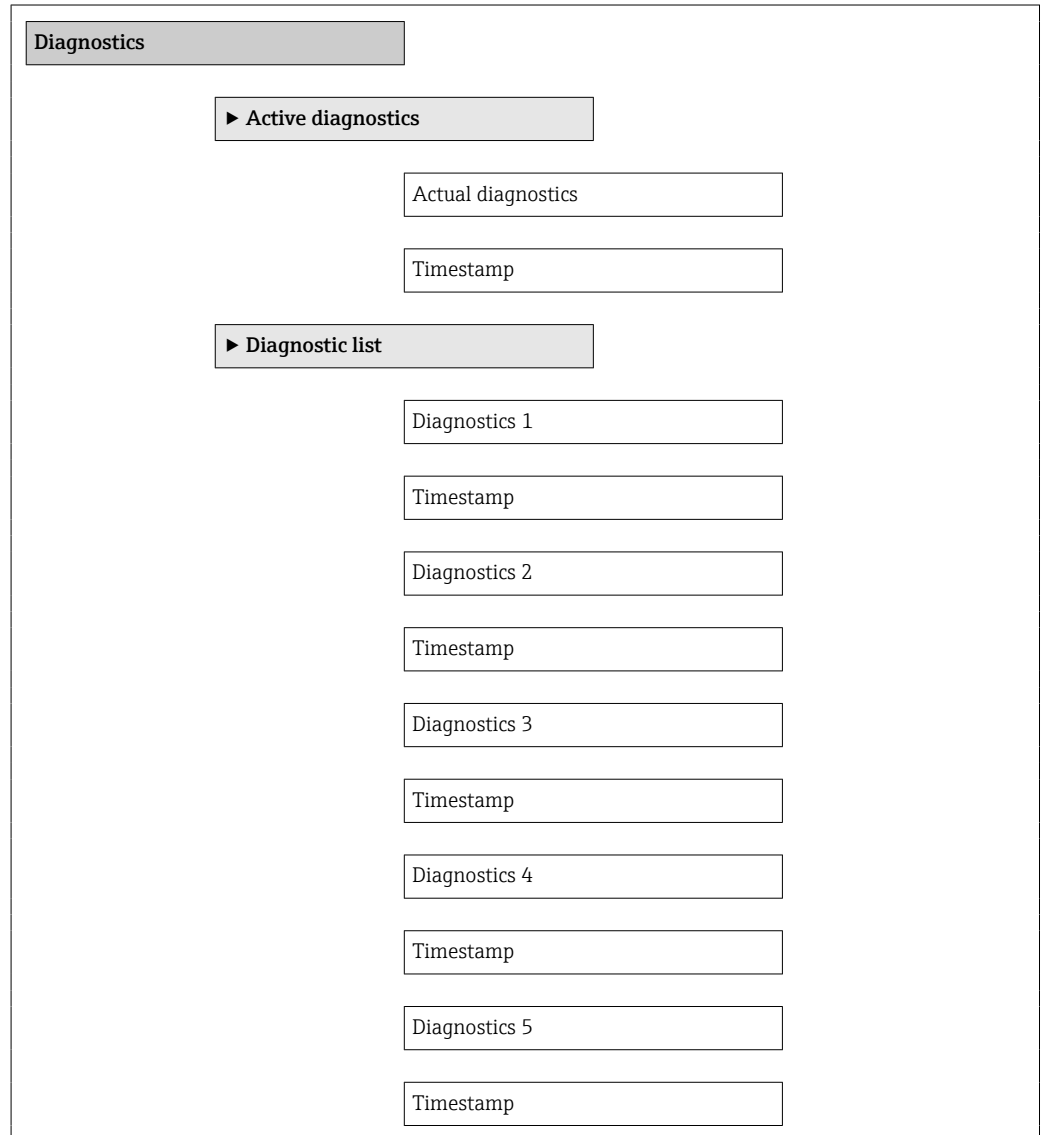 Diagnostics
▶ Active diagnostics
Actual diagnostics
Timestamp
▶ Diagnostic list
Diagnostics 1
Timestamp
Diagnostics 2
Timestamp
Diagnostics 3
Timestamp
Diagnostics 4
Timestamp
Diagnostics 5
Timestamp